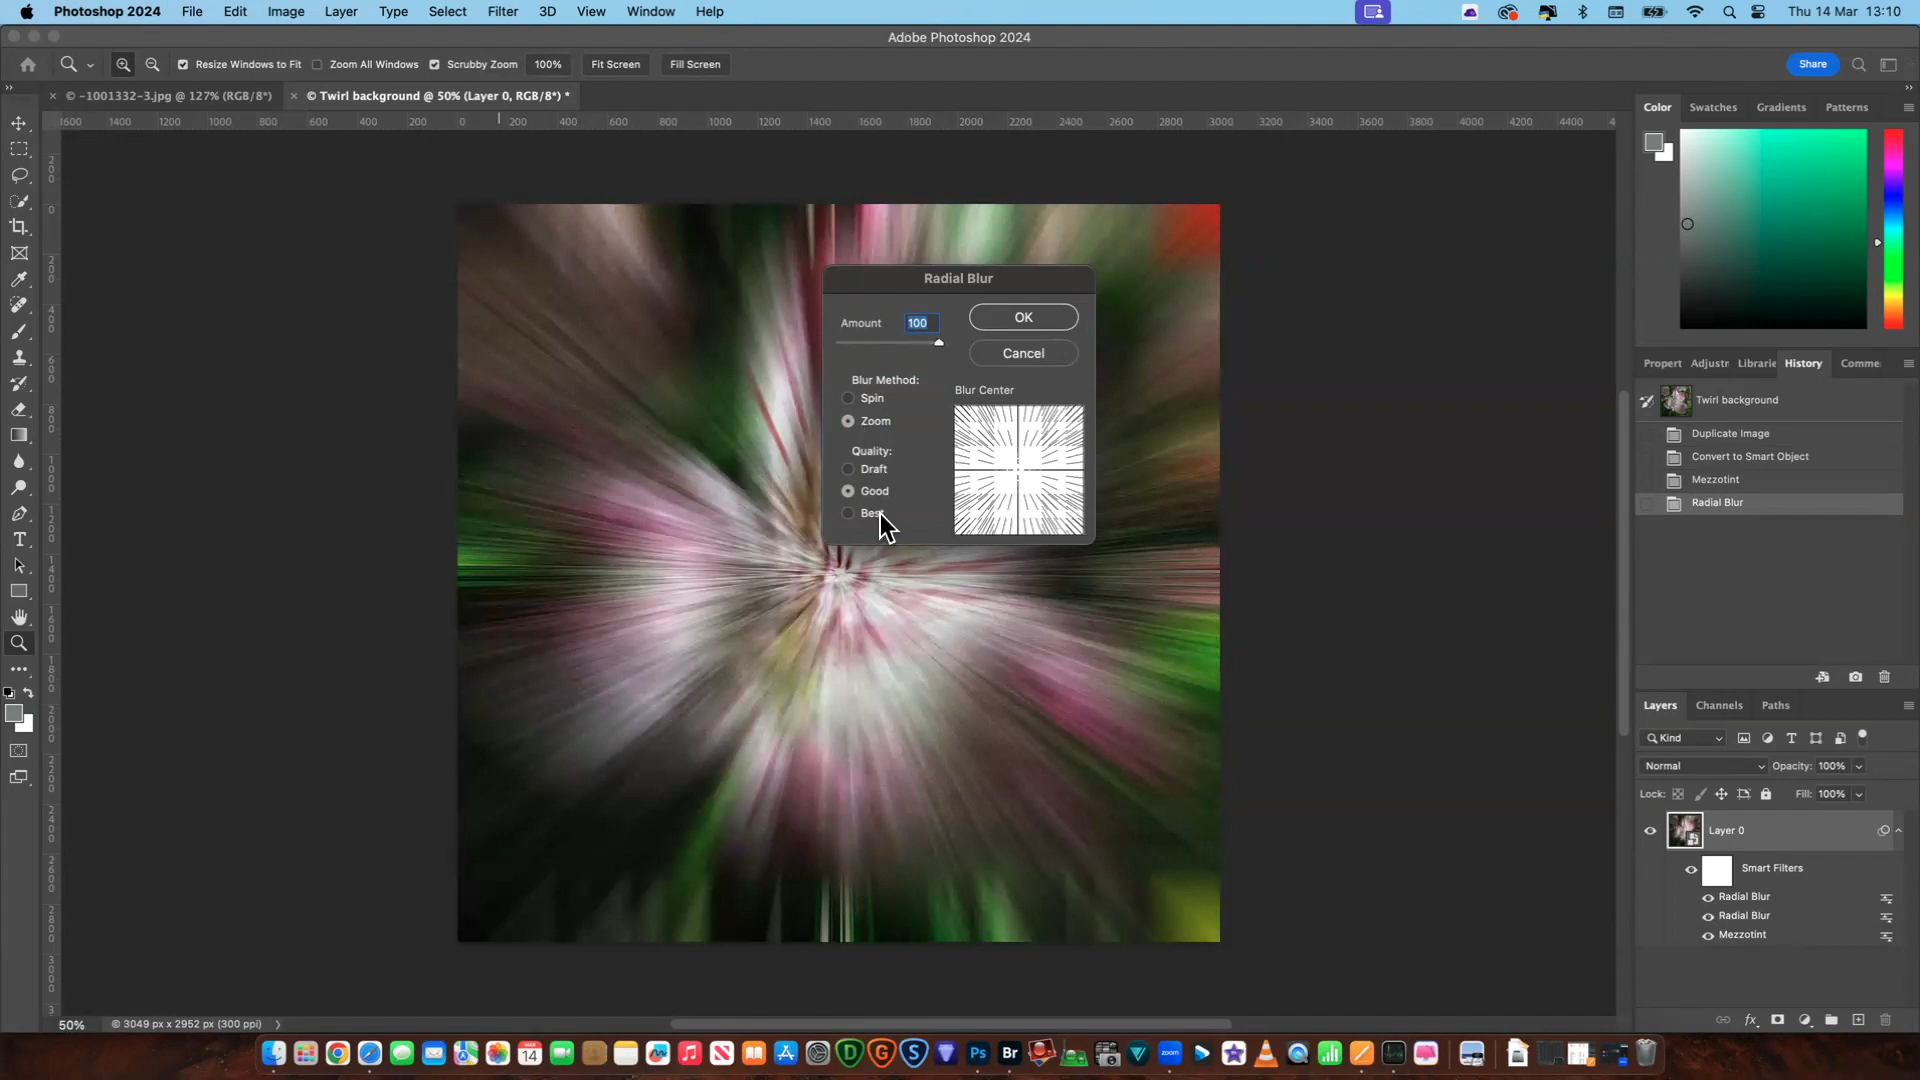 Photoshop 2024 File Edit Image Layer Type Select Filter 3D View Window Help Thu 14 Mar 13:10
Adobe Photoshop 2024
Resize Windows to Fit Zoom All Windows Scrubby Zoom 100% Fit Screen Fill Screen Share
© -1001332-3.jpg @ 127% (RGB/8*) © Twirl background @ 50% (Layer 0, RGB/8*) *
1600 1400 1200 1000 800 600 400 200 0 200 400 600 800 1000 1200 1400 1600 1800 2000 2200 2400 2600 2800 3000 3200 3400 3600 3800 4000 4200 4400 4
Color Swatches Gradients Patterns
Radial Blur
Amount 100 OK
Cancel
Blur Method:
Spin
Zoom
Quality:
Draft
Good
Best
Blur Center
Propert Adjustr Librarie History Comme
Twirl background
Duplicate Image
Convert to Smart Object
Mezzotint
Radial Blur
Layers Channels Paths
Kind
Normal Opacity: 100%
Lock: Fill: 100%
Layer 0
Smart Filters
Radial Blur
Radial Blur
Mezzotint
50% © 3049 px x 2952 px (300 ppi)